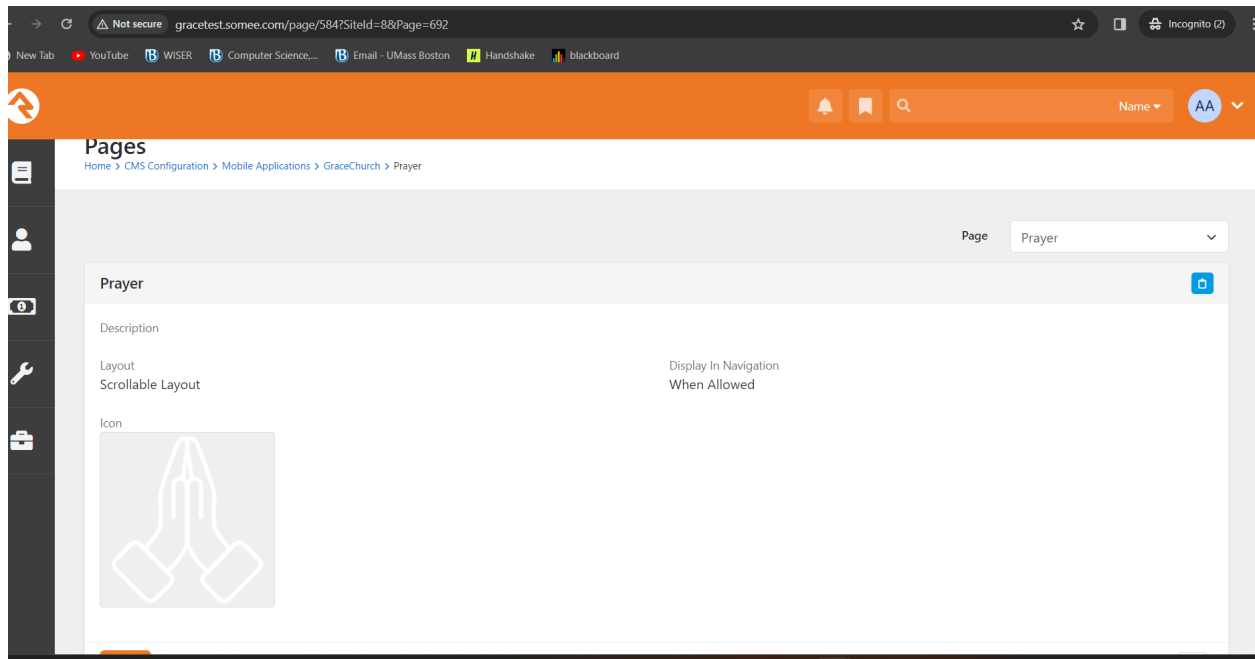 Not secure gracetest.somee.com/page/584?SiteId=8&Page=692 Incognito (2)
New Tab YouTube WISER Computer Science,... Email - UMass Boston Handshake blackboard
Name AA
Pages
Home > CMS Configuration > Mobile Applications > GraceChurch > Prayer
Page Prayer
Prayer
Description
Layout Display In Navigation
Scrollable Layout When Allowed
Icon